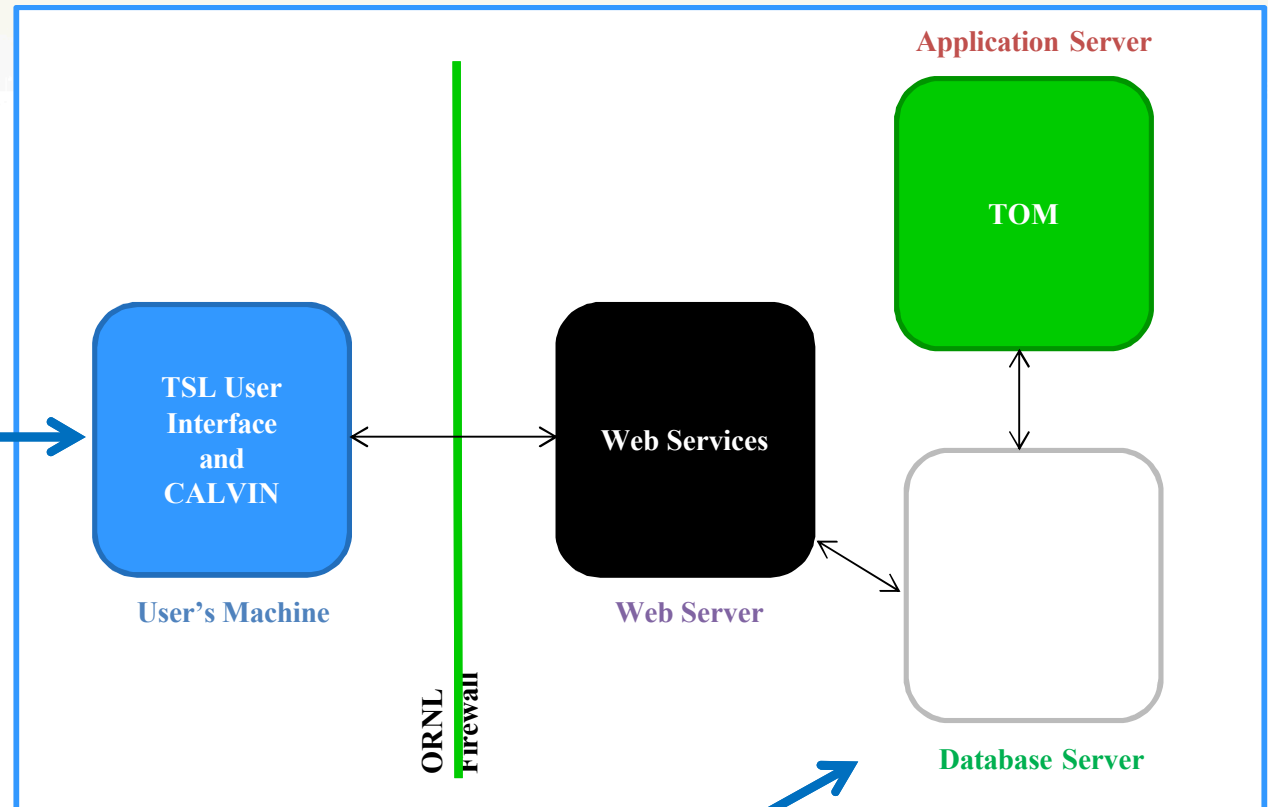 Application Server
TOM
TSL User
Interface
and
CALVIN
Web Services
User’s Machine
Web Server
ORNL
Firewall
Database Server